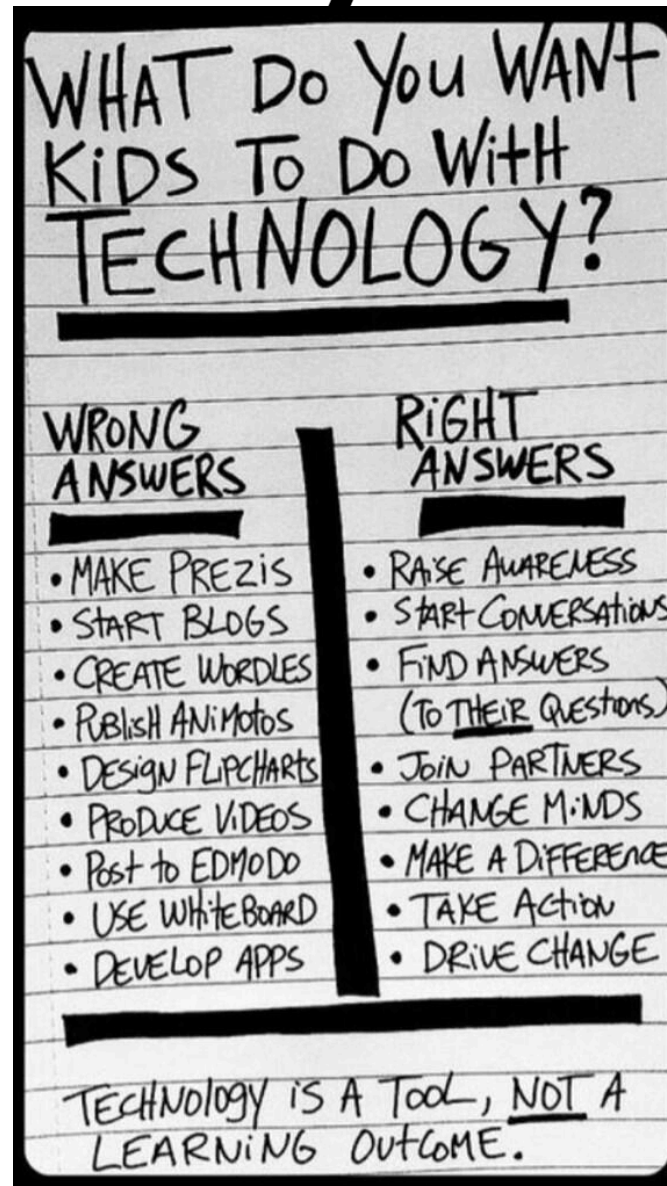 WHAT DO YOU WANT
KiDS TO DO WitH
TECHNOLOGY?
WRONG
ANSWERS
• MAKE PREZiS
• START BLOGS
• CREATE WORDLES
• PUBLisH ANiMotos
• DESigN FLiPCHARts
• PRODUCE ViDEOS
• Post to EDMODO
• USE WHitEBOARD
• DEVELOP APPS
RiGHT
ANSWERS
• RAiSE AWARENESS
• StARt CONVERSAtiONS
• FiND ANSWERS
(TO THEiR QUEStions)
• JOiN PARTNERS
• CHANGE MiNDS
• MAKE A DiFFERENCE
• TAKE ACtiON
• DRiVE CHANGE
TECHNOlOgY iS A TOOL, NOT A
LEARNiNG OUtCOME.